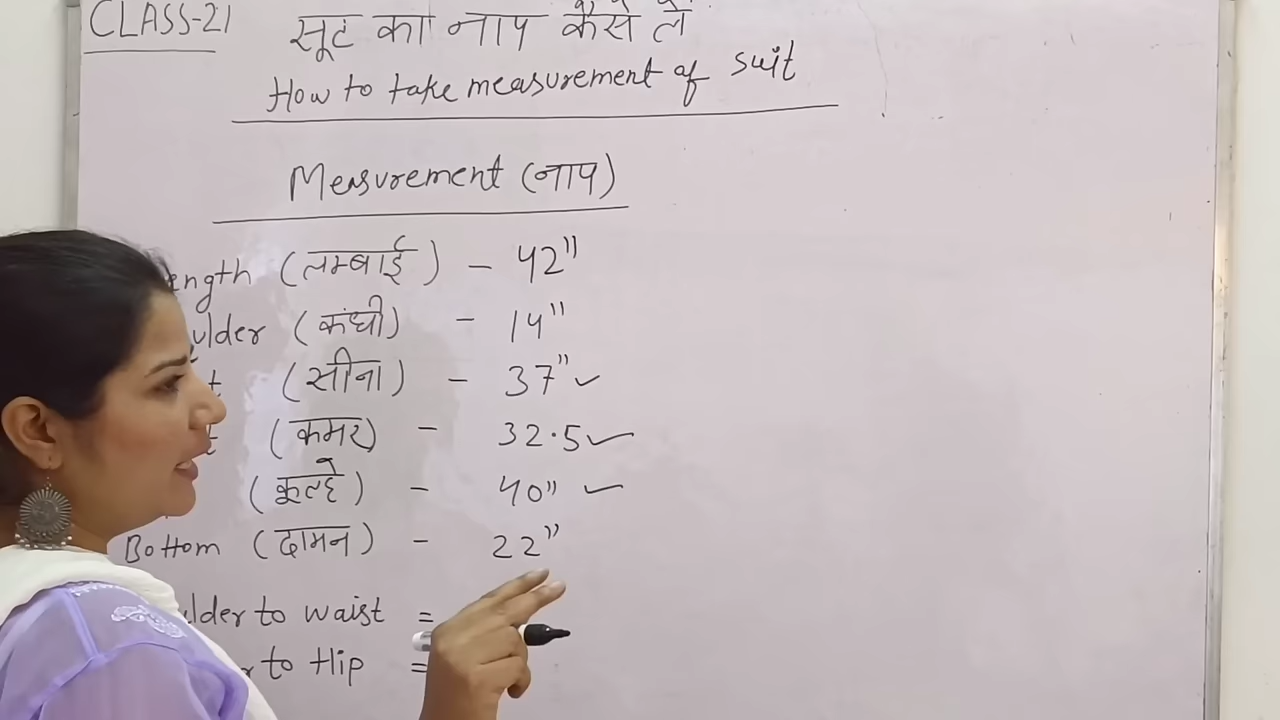 CLASS-21 सूट का नाप कैसे लें
How to take measurement of suit
Measurement (नाप)
ength (लम्बाई) - 42"
ulder (कंधी) - 14"
t (सीना) - 37" ✓
t (कमर) - 32.5 ✓
(कूल्हे) - 40" ✓
Bottom (दामन) - 22"
ulder to waist =
r to Hip =